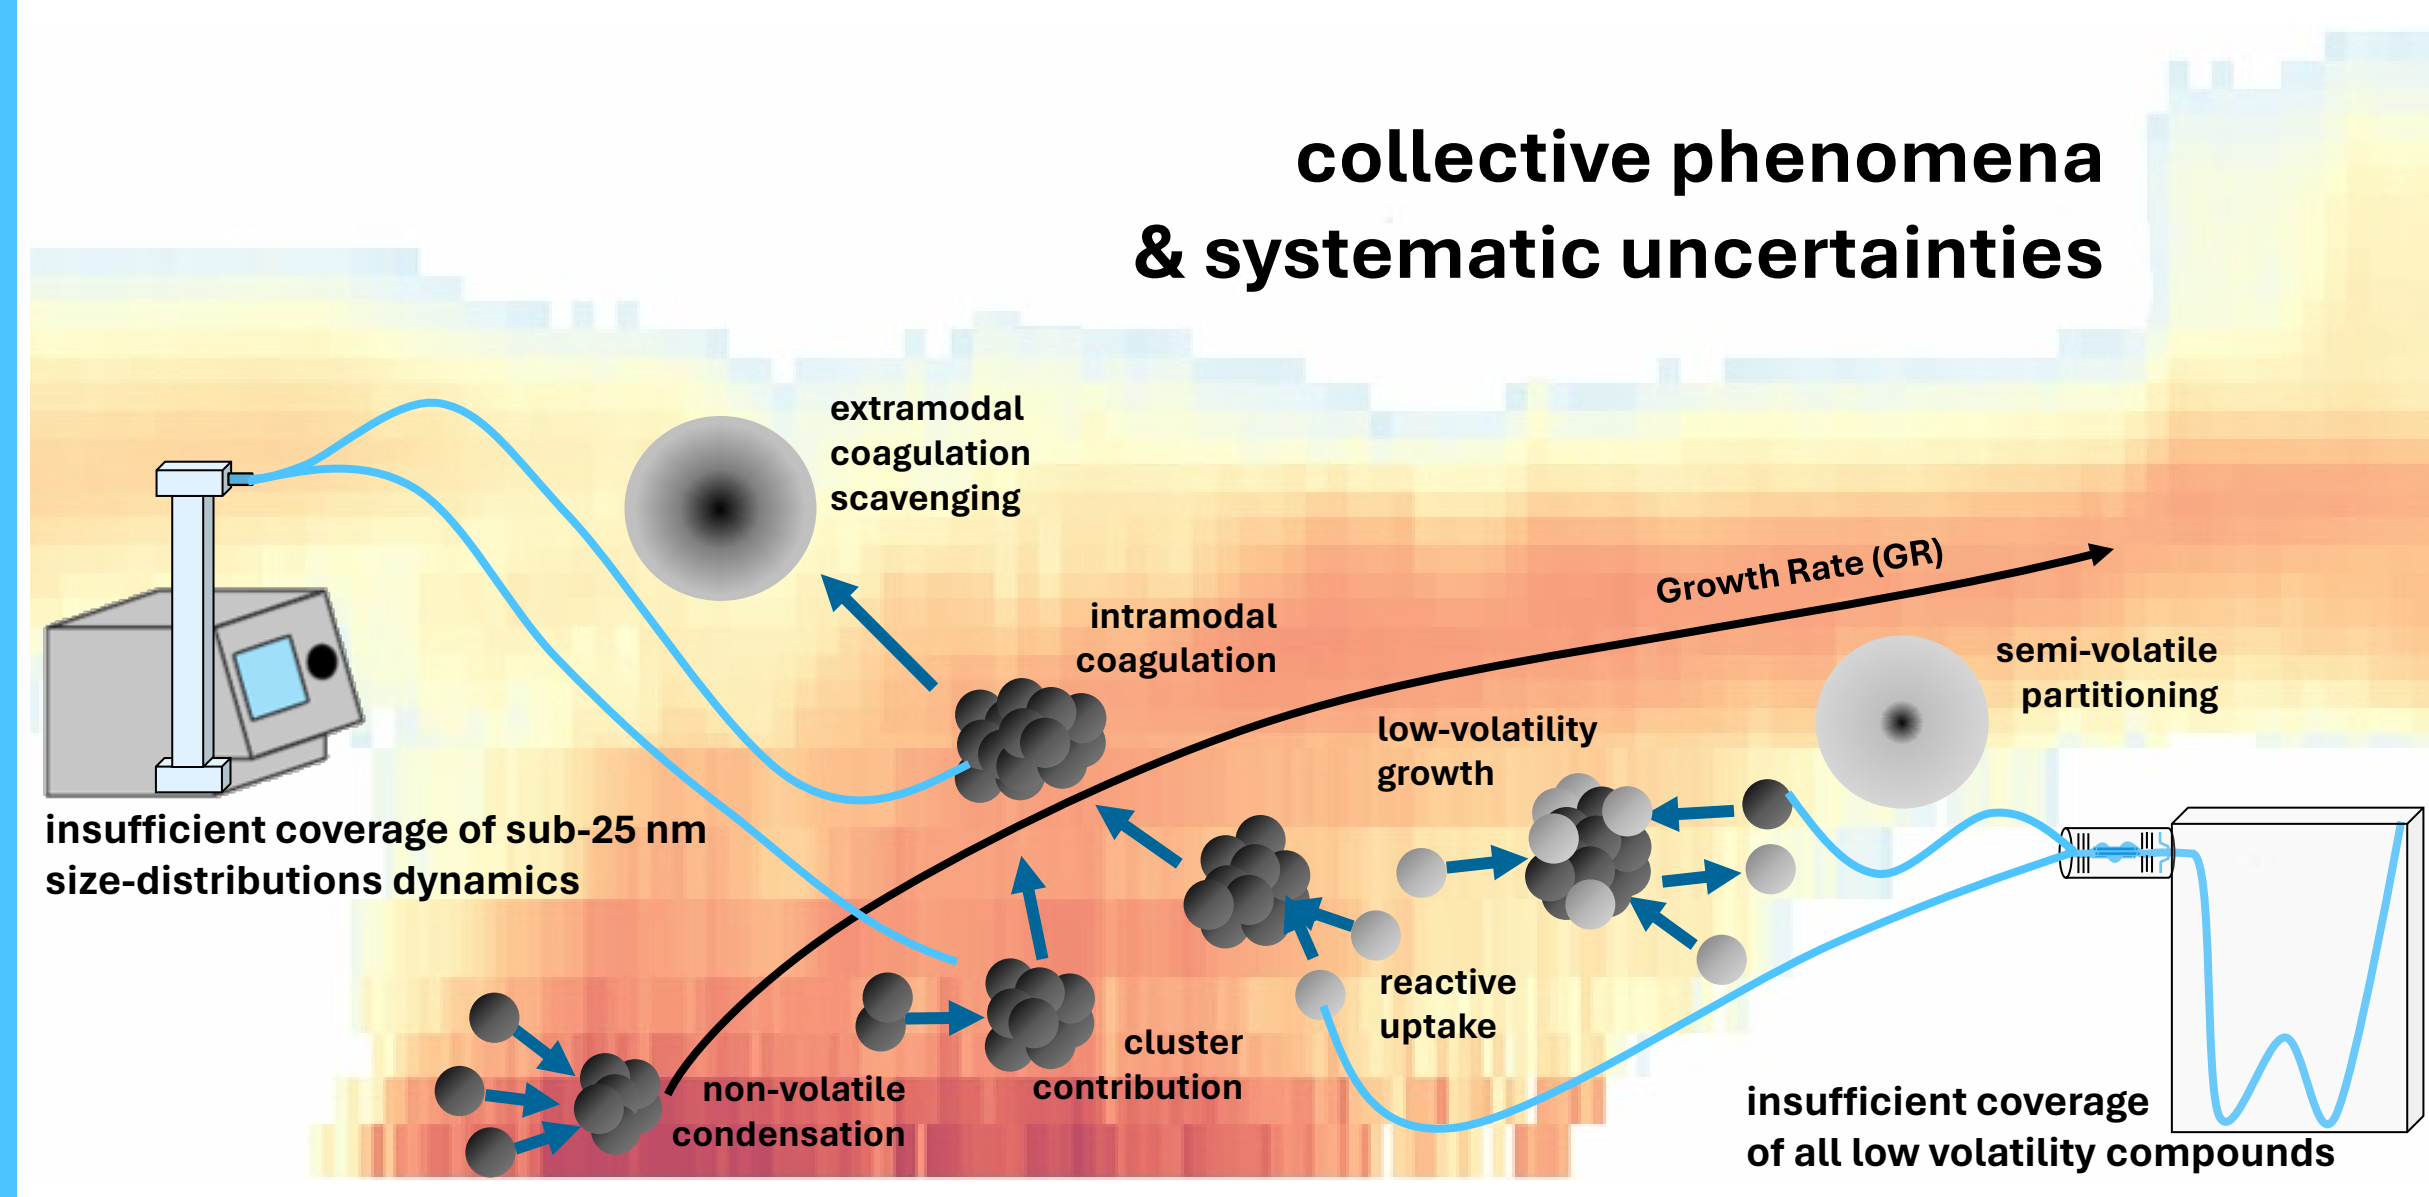 collective phenomena
& systematic uncertainties
extramodal
coagulation
scavenging
Growth Rate (GR)
intramodal
coagulation
semi-volatile
partitioning
low-volatility
growth
insufficient coverage of sub-25 nm
size-distributions dynamics
reactive
uptake
cluster
contribution
non-volatile
condensation
insufficient coverage
of all low volatility compounds